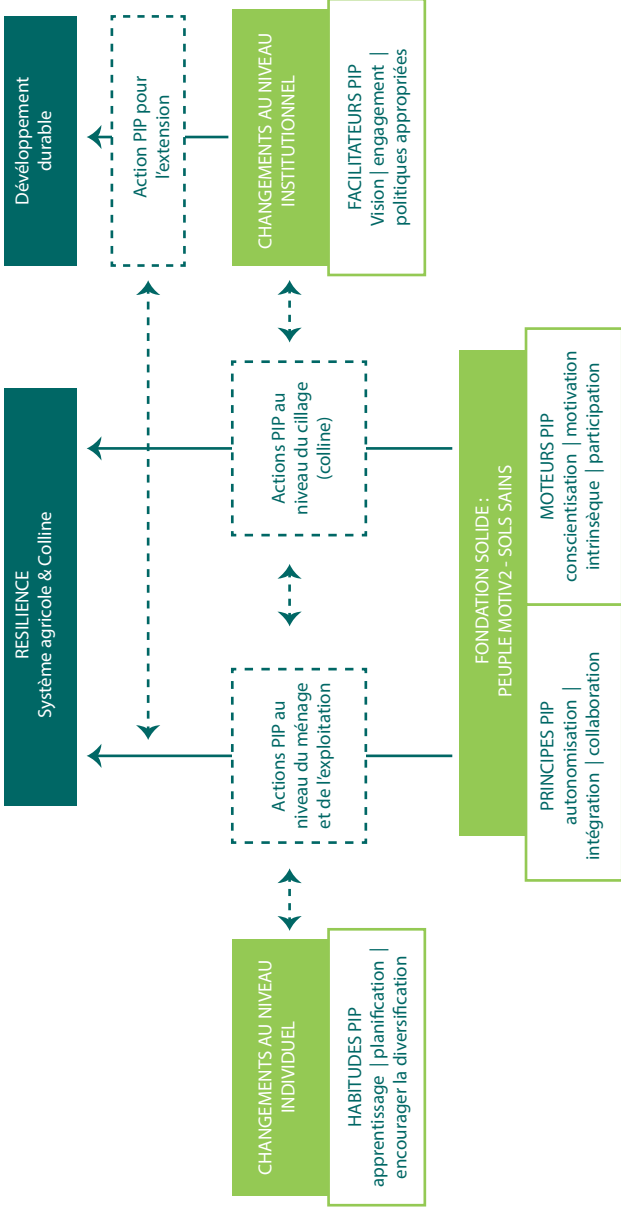 RESILIENCE
Système agricole & Colline
Développement
durable
Action PIP pour
l'extension
CHANGEMENTS AU NIVEAU
INDIVIDUEL
HABITUDES PIP
apprentissage | planification |
encourager la diversification
Actions PIP au
niveau du ménage
et de l'exploitation
Actions PIP au
niveau du cillage
(colline)
CHANGEMENTS AU NIVEAU
INSTITUTIONNEL
FACILITATEURS PIP
Vision | engagement |
politiques appropriées
FONDATION SOLIDE :
PEUPLE MOTIV2 - SOLS SAINS
PRINCIPES PIP
autonomisation |
intégration | collaboration
MOTEURS PIP
conscientisation | motivation
intrinsèque | participation